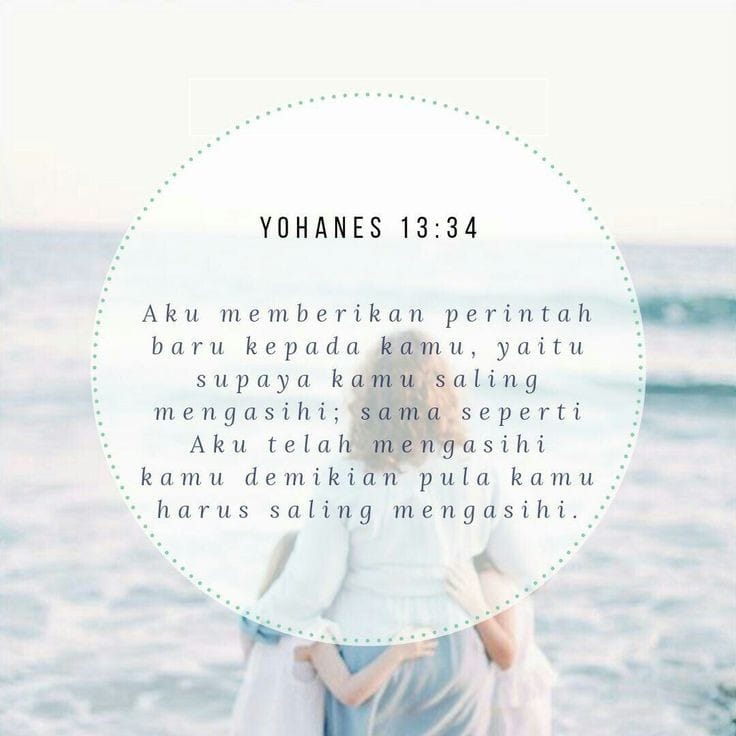 YOHANES 13:34
Aku memberikan perintah
baru kepada kamu, yaitu
supaya kamu saling
mengasihi; sama seperti
Aku telah mengasihi
kamu demikian pula kamu
harus saling mengasihi.